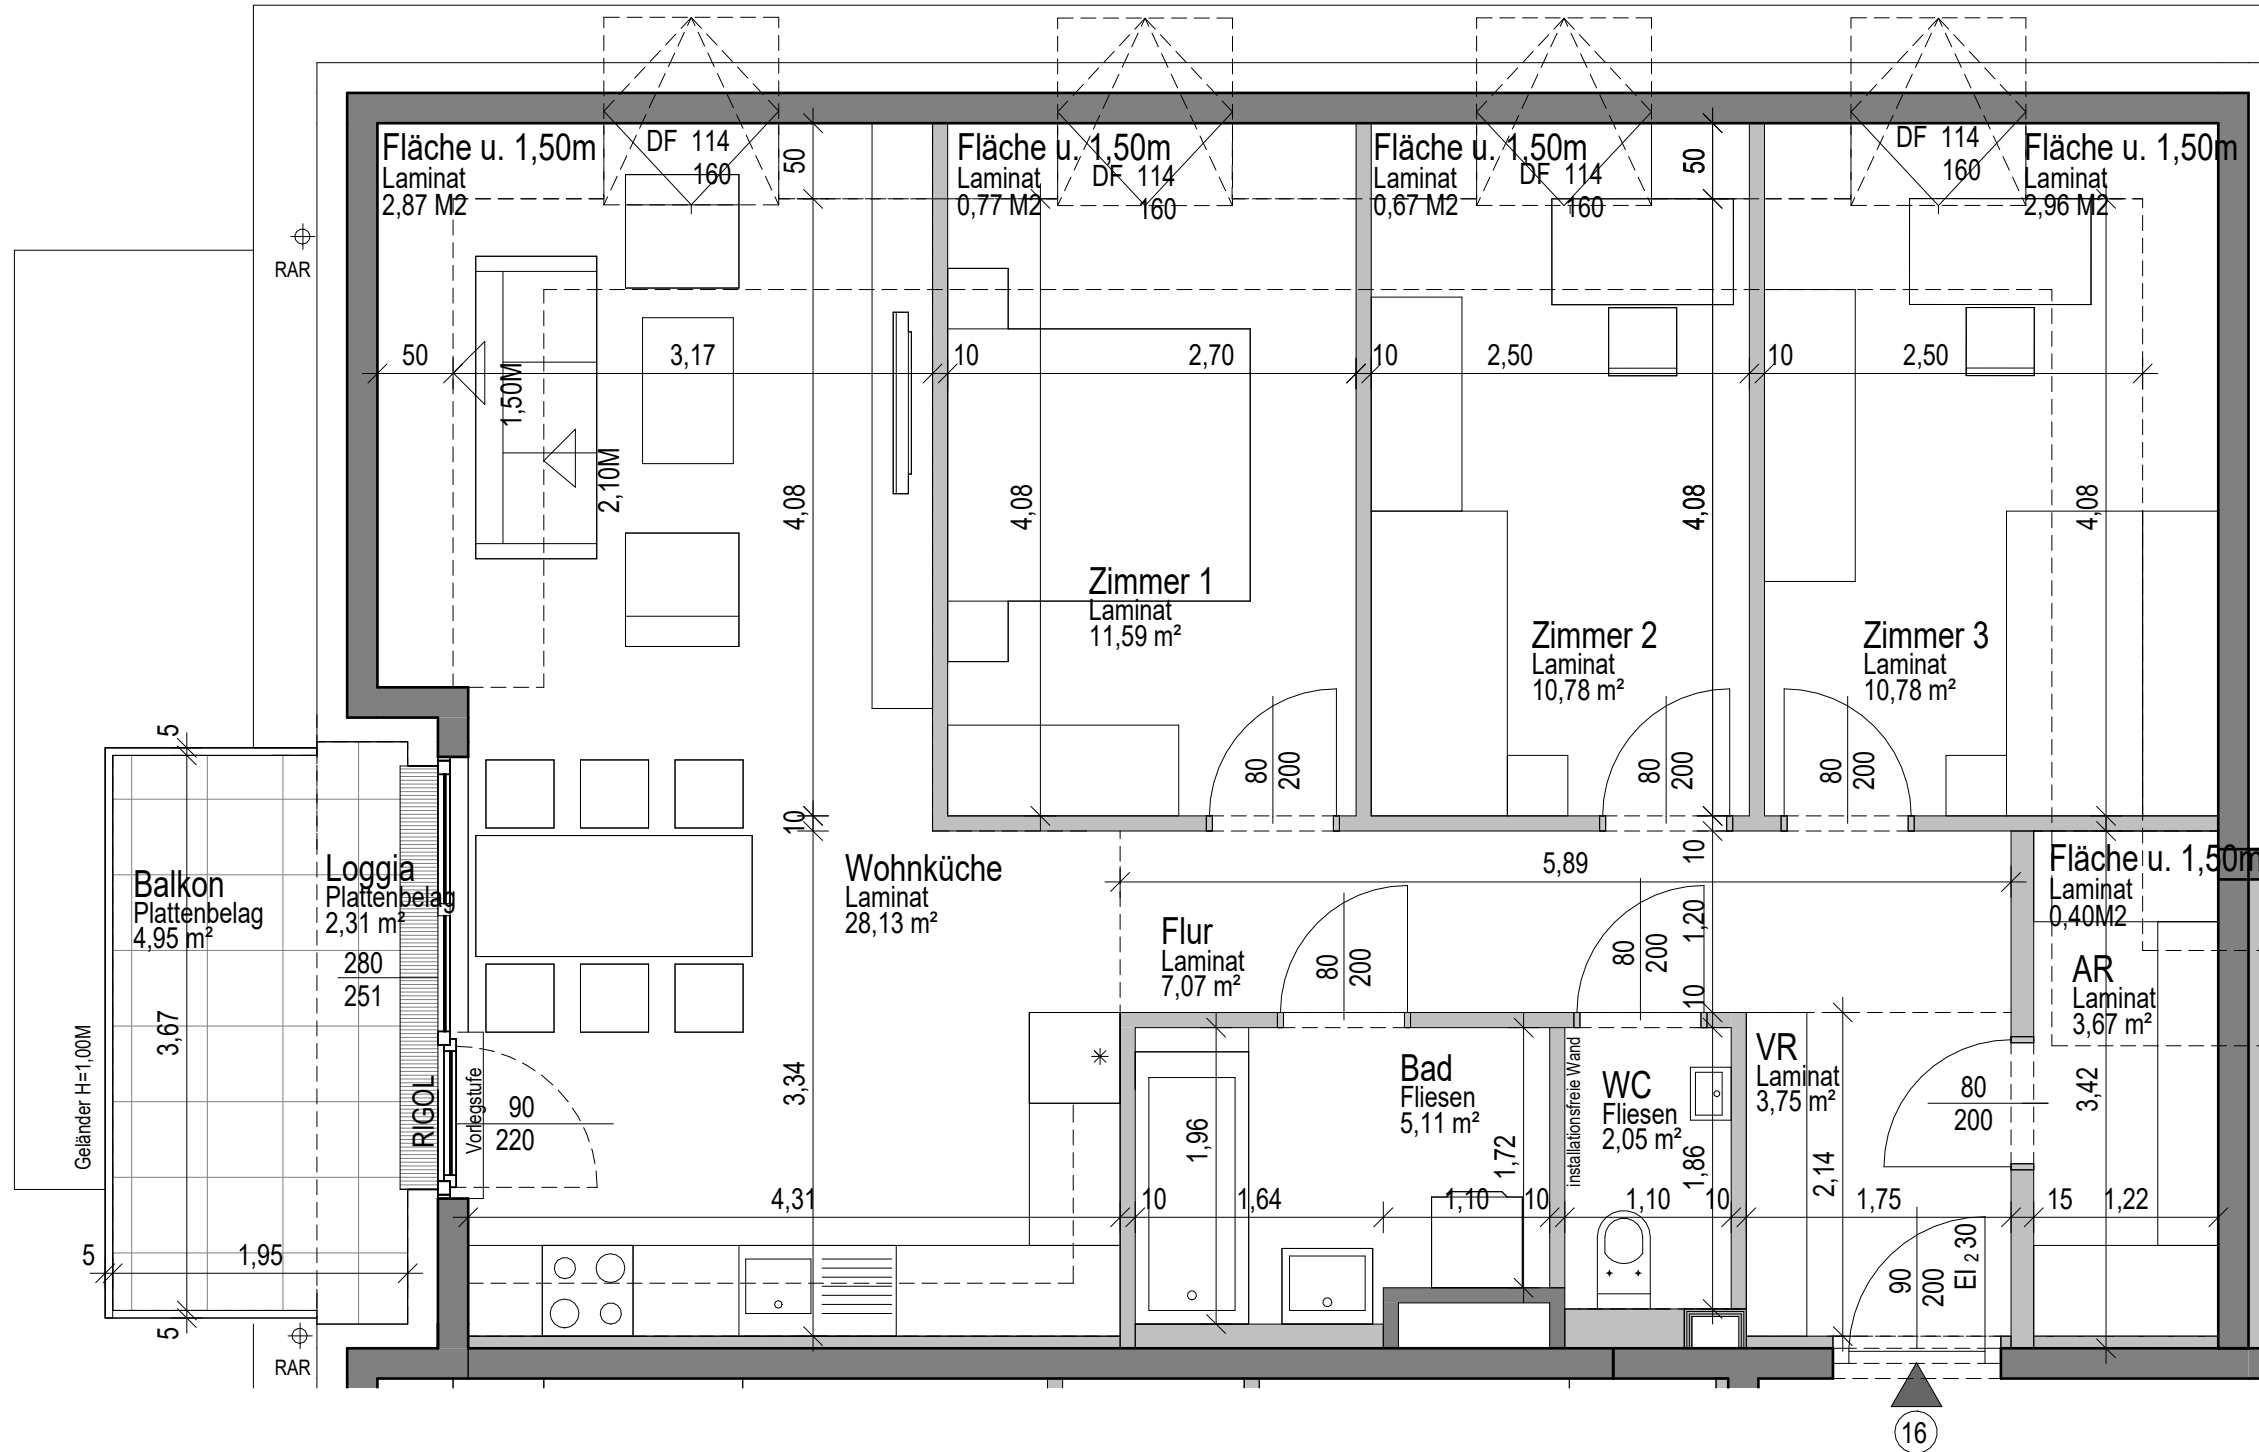 DF 114
160
DF 114
160
DF 114
160
DF 114
160
Fläche u. 1,50m
Laminat
2,87 M2
50
Fläche u. 1,50m
Laminat
0,77 M2
Fläche u. 1,50m
Laminat
0,67 M2
50
Fläche u. 1,50m
Laminat
2,96 M2
RAR
50
3,17
10
2,70
10
2,50
10
2,50
1,50M
2,10M
4,08
4,08
4,08
4,08
Zimmer 1
Laminat
11,59 m²
Zimmer 2
Laminat
10,78 m²
Zimmer 3
Laminat
10,78 m²
80
200
80
200
80
200
5
10
10
5,89
Balkon
Plattenbelag
4,95 m²
Loggia
Plattenbelag
2,31 m²
280
251
Wohnküche
Laminat
28,13 m²
Flur
Laminat
7,07 m²
80
200
80
200
1,20
10
Fläche u. 1,50m
Laminat
0,40M2
AR
Laminat
3,67 m²
Geländer H=1,00M
3,67
RIGOL
Vorlegstufe
90
220
3,34
1,96
Bad
Fliesen
5,11 m²
1,72
installationsfreie Wand
WC
Fliesen
2,05 m²
1,86
VR
Laminat
3,75 m²
2,14
80
200
3,42
4,31
10
1,64
1,10
10
1,10
10
1,75
15
1,22
5
1,95
5
90
200
EI₂30
RAR
16